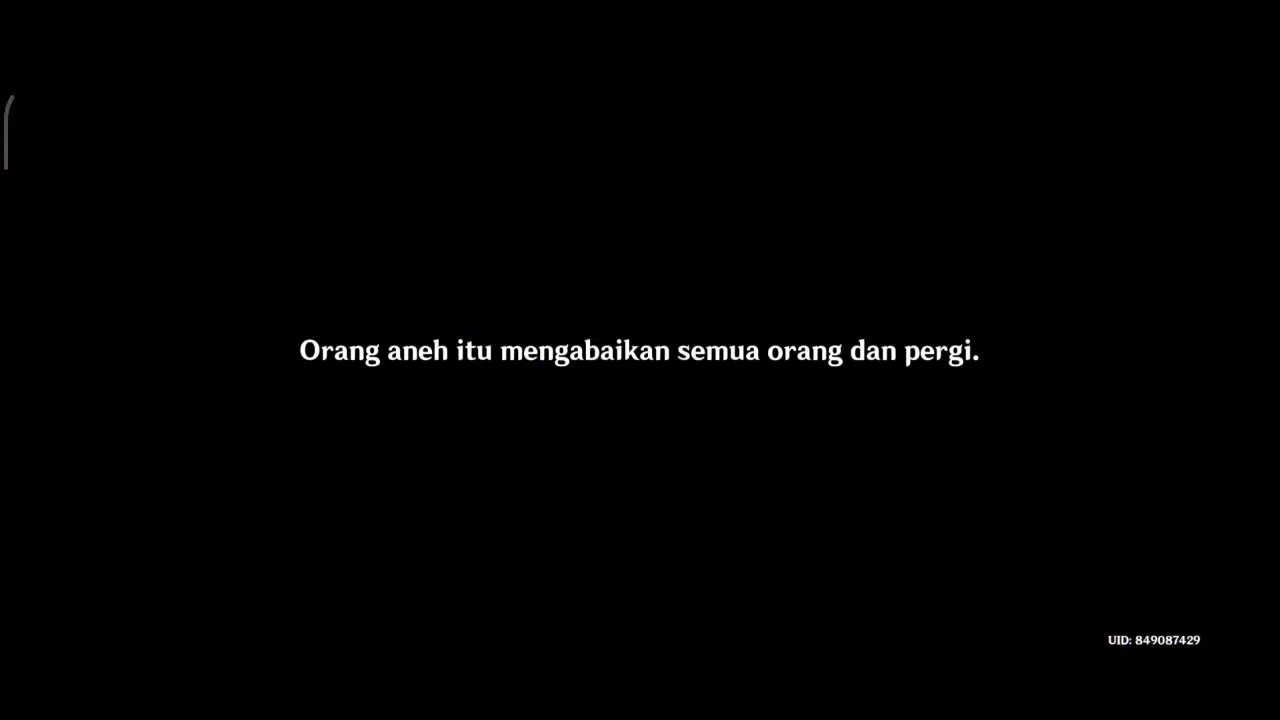 Orang aneh itu mengabaikan semua orang dan pergi.
UID: 849087429